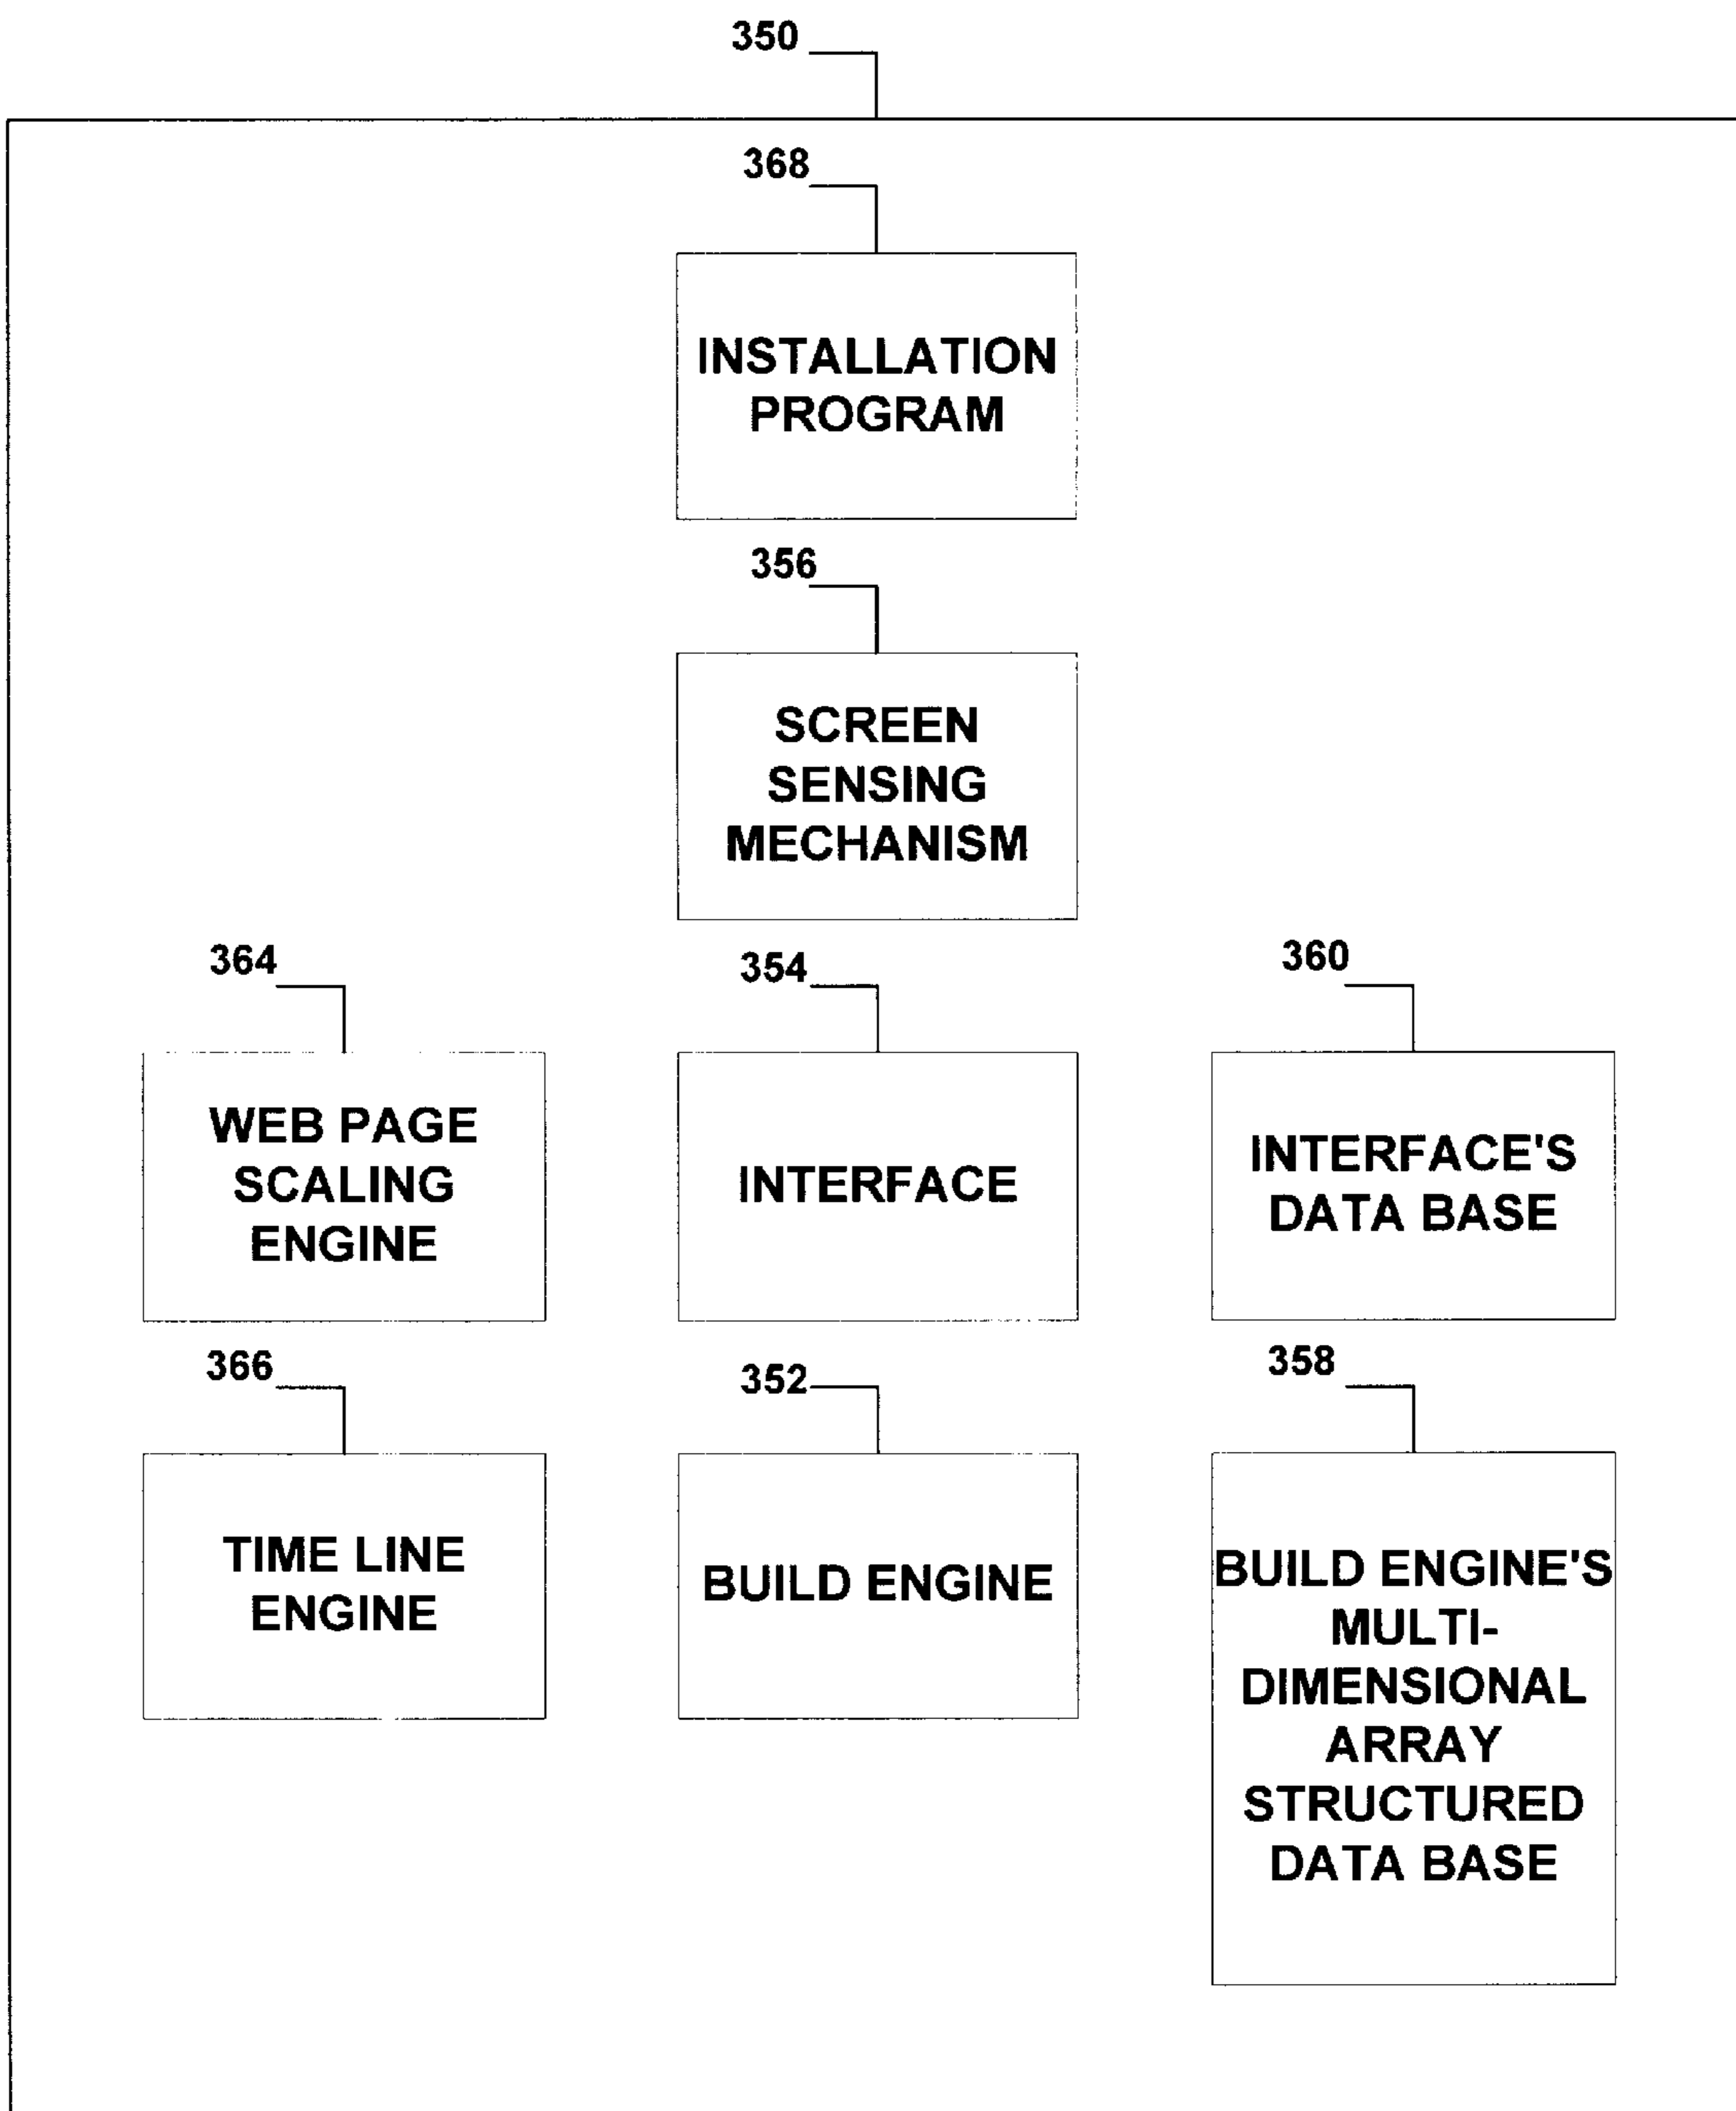 350
368
INSTALLATION
PROGRAM
356
SCREEN
SENSING
MECHANISM
364
WEB PAGE
SCALING
ENGINE
354
INTERFACE
360
INTERFACE'S
DATA BASE
366
TIME LINE
ENGINE
352
BUILD ENGINE
358
BUILD ENGINE'S
MULTI-
DIMENSIONAL
ARRAY
STRUCTURED
DATA BASE